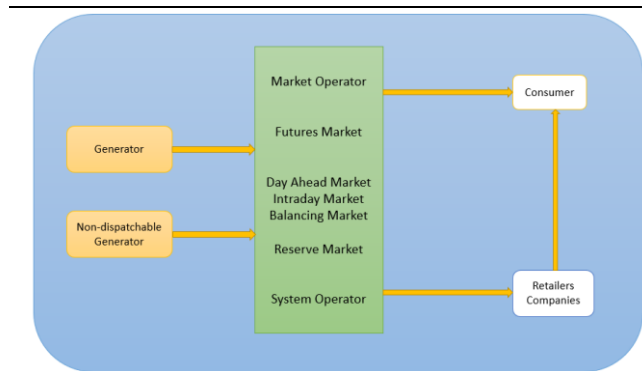 Generator
Non-dispatchable
Generator
Market Operator
Futures Market
Day Ahead Market
Intraday Market
Balancing Market
Reserve Market
System Operator
Consumer
Retailers
Companies